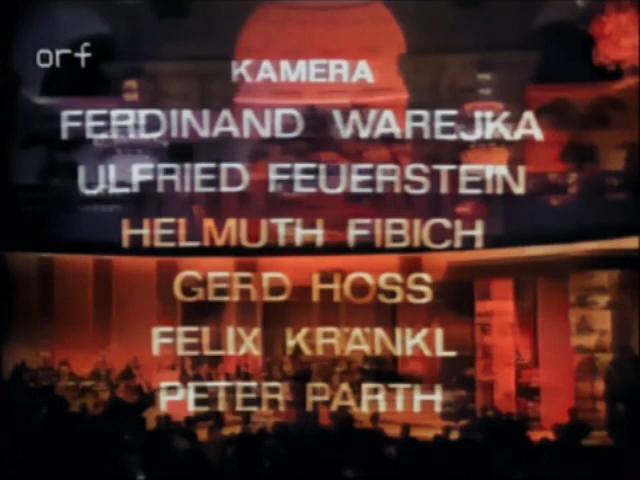 orf
KAMERA
FERDINAND WAREJKA
ULFRIED FEUERSTEIN
HELMUTH FIBICH
GERD HOSS
FELIX KRÄNKL
PETER PARTH